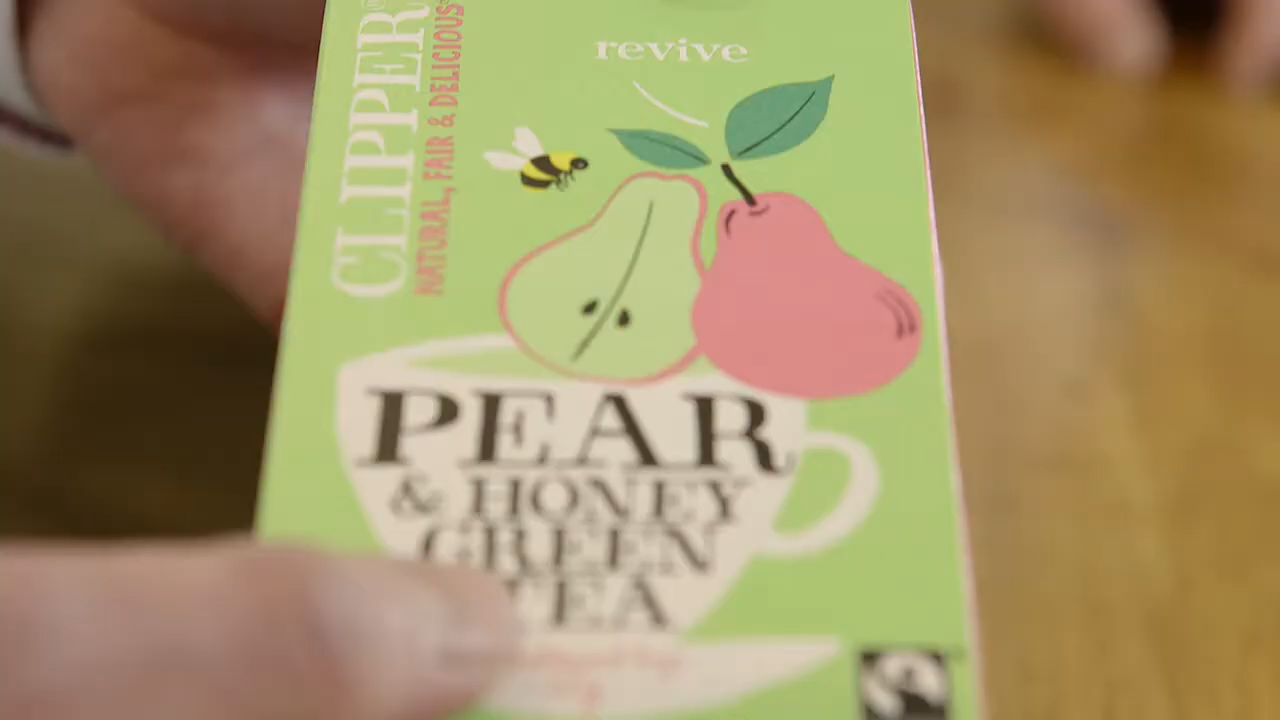 CLIPPER®
NATURAL, FAIR & DELICIOUS
revive
PEAR
& HONEY
GREEN
TEA